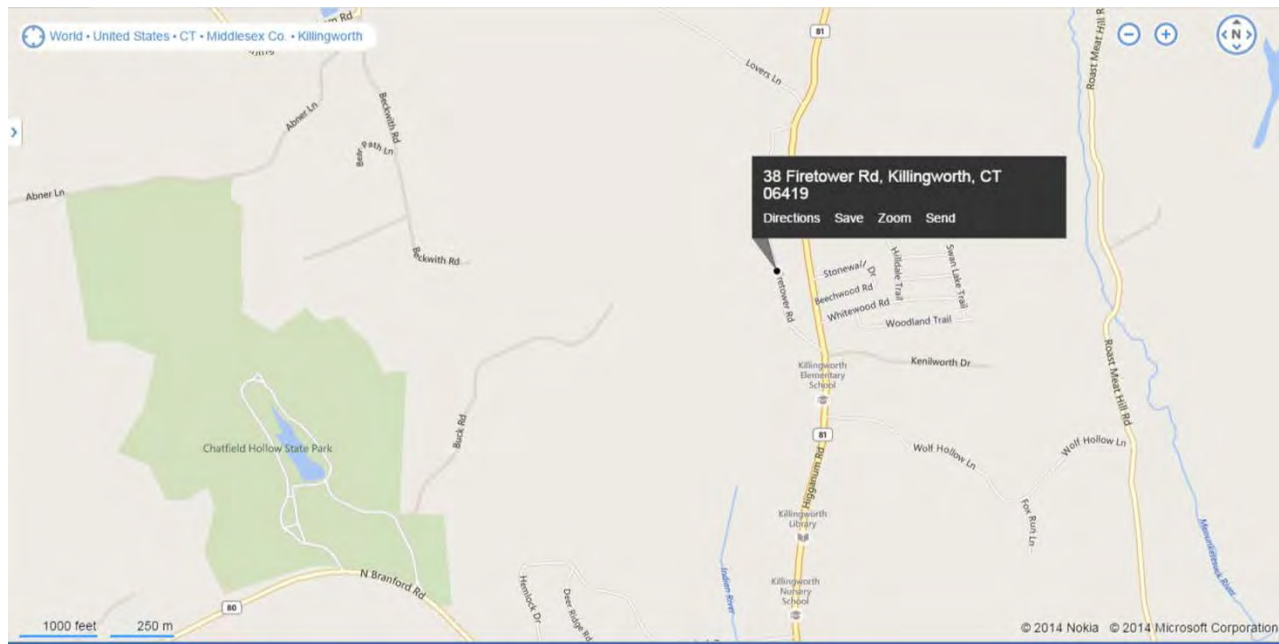 World • United States • CT • Middlesex Co. • Killingworth
Rd
81
N
Roast Meat Hill R
Lovers Ln
Beckwith Rd
Abner Ln
Bear Path Ln
Abner Ln
38 Firetower Rd, Killingworth, CT
06419
Directions Save Zoom Send
Beckwith Rd
Stonewall Dr
Hilldale Trail
Swan Lake Trail
retower Rd
Beechwood Rd
Whitewood Rd
Woodland Trail
Killingworth
Elementary
School
Kenilworth Dr
Roast Meat Hill Rd
Buck Rd
Chatfield Hollow State Park
81
Higganum Rd
Wolf Hollow Ln
Wolf Hollow Ln
Fox Run Ln
Killingworth
Library
Menunketesuck River
Indian River
N Branford Rd
80
Hemlock Dr
Deer Ridge Rd
Killingworth
Nursery
School
1000 feet 250 m
© 2014 Nokia © 2014 Microsoft Corporation